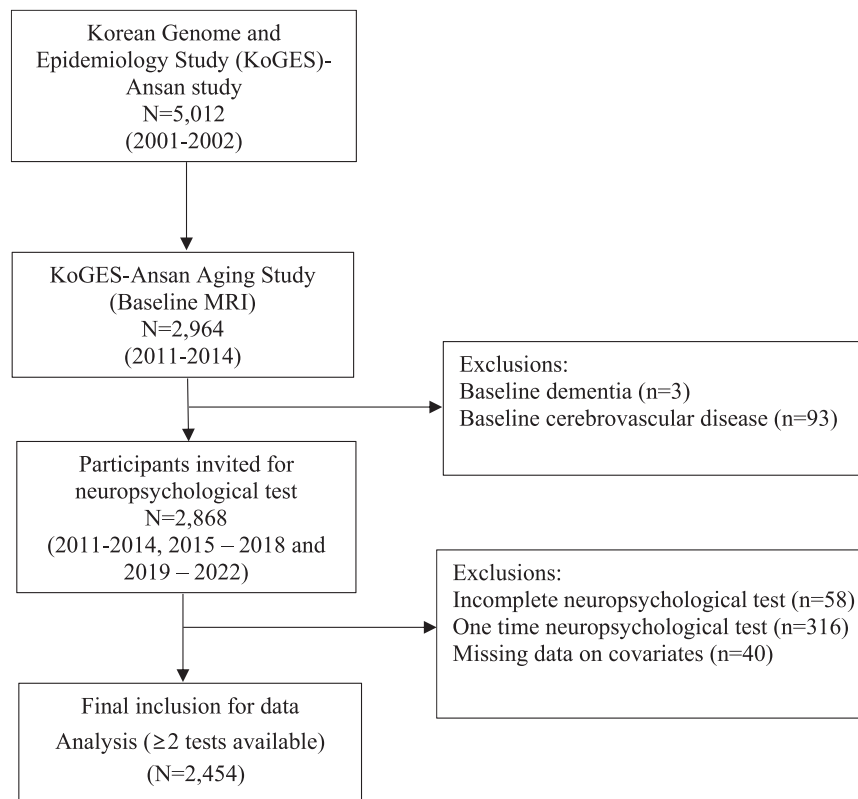 Korean Genome and
Epidemiology Study (KoGES)-
Ansan study
N=5,012
(2001-2002)
KoGES-Ansan Aging Study
(Baseline MRI)
N=2,964
(2011-2014)
Exclusions:
Baseline dementia (n=3)
Baseline cerebrovascular disease (n=93)
Participants invited for
neuropsychological test
N=2,868
(2011-2014, 2015 – 2018 and
2019 – 2022)
Exclusions:
Incomplete neuropsychological test (n=58)
One time neuropsychological test (n=316)
Missing data on covariates (n=40)
Final inclusion for data
Analysis (≥2 tests available)
(N=2,454)